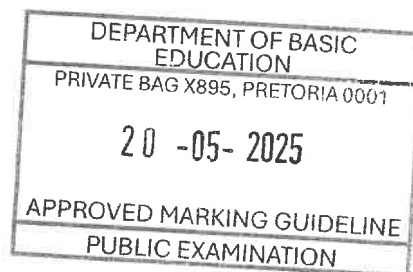 DEPARTMENT OF BASIC
EDUCATION
PRIVATE BAG X895, PRETORIA 0001
20 -05- 2025
APPROVED MARKING GUIDELINE
PUBLIC EXAMINATION